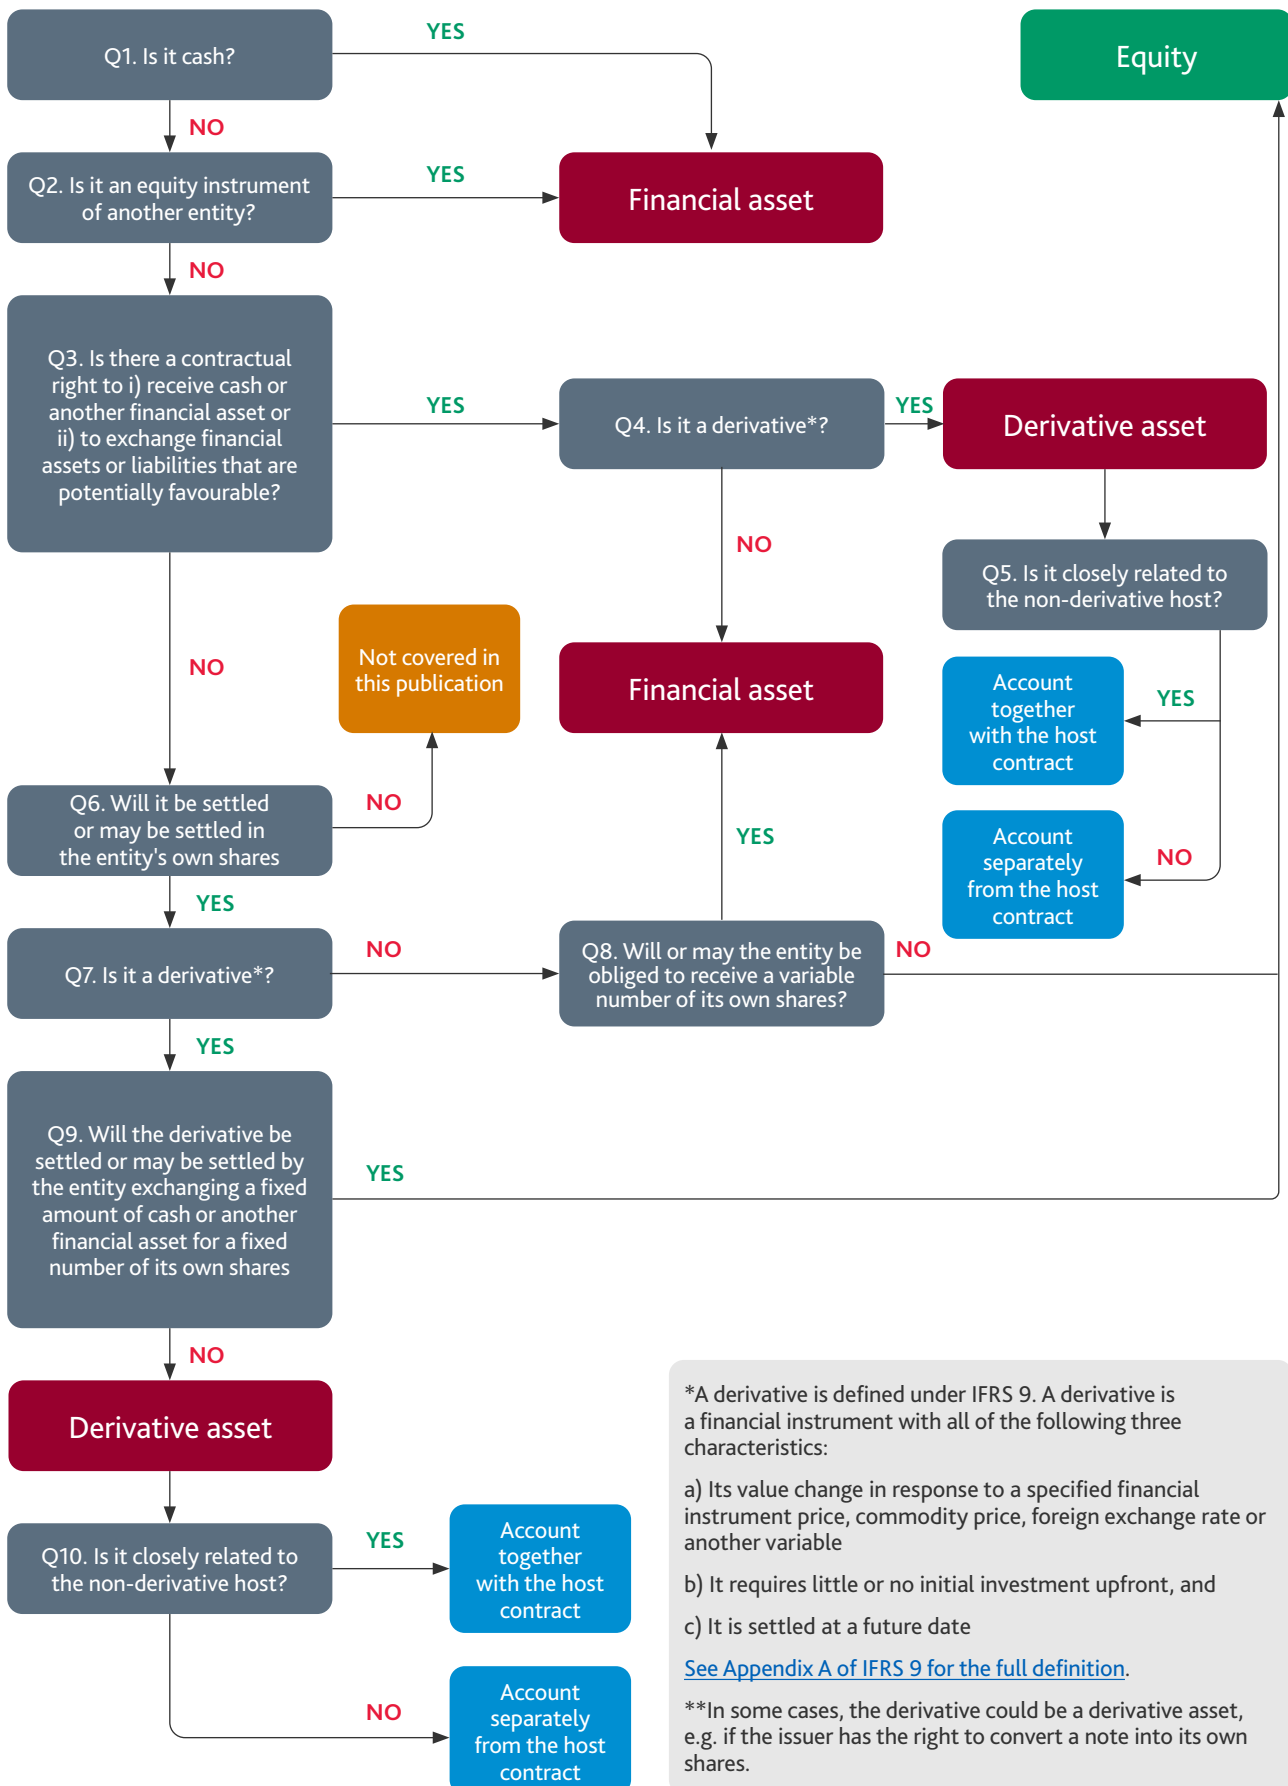 Q1. Is it cash?
YES
Equity
NO
Q2. Is it an equity instrument
of another entity?
YES
Financial asset
NO
Q3. Is there a contractual
right to i) receive cash or
another financial asset or
ii) to exchange financial
assets or liabilities that are
potentially favourable?
YES
Q4. Is it a derivative*?
YES
Derivative asset
NO
Q5. Is it closely related to
the non-derivative host?
NO
Not covered in
this publication
Financial asset
Account
together
with the host
contract
YES
Q6. Will it be settled
or may be settled in
the entity's own shares
NO
YES
Account
separately
from the host
contract
NO
YES
Q7. Is it a derivative*?
NO
Q8. Will or may the entity be
obliged to receive a variable
number of its own shares?
NO
YES
Q9. Will the derivative be
settled or may be settled by
the entity exchanging a fixed
amount of cash or another
financial asset for a fixed
number of its own shares
YES
NO
Derivative asset
Q10. Is it closely related to
the non-derivative host?
YES
Account
together
with the host
contract
NO
Account
separately
from the host
contract
*A derivative is defined under IFRS 9. A derivative is
a financial instrument with all of the following three
characteristics:
a) Its value change in response to a specified financial
instrument price, commodity price, foreign exchange rate or
another variable
b) It requires little or no initial investment upfront, and
c) It is settled at a future date
See Appendix A of IFRS 9 for the full definition.
**In some cases, the derivative could be a derivative asset,
e.g. if the issuer has the right to convert a note into its own
shares.